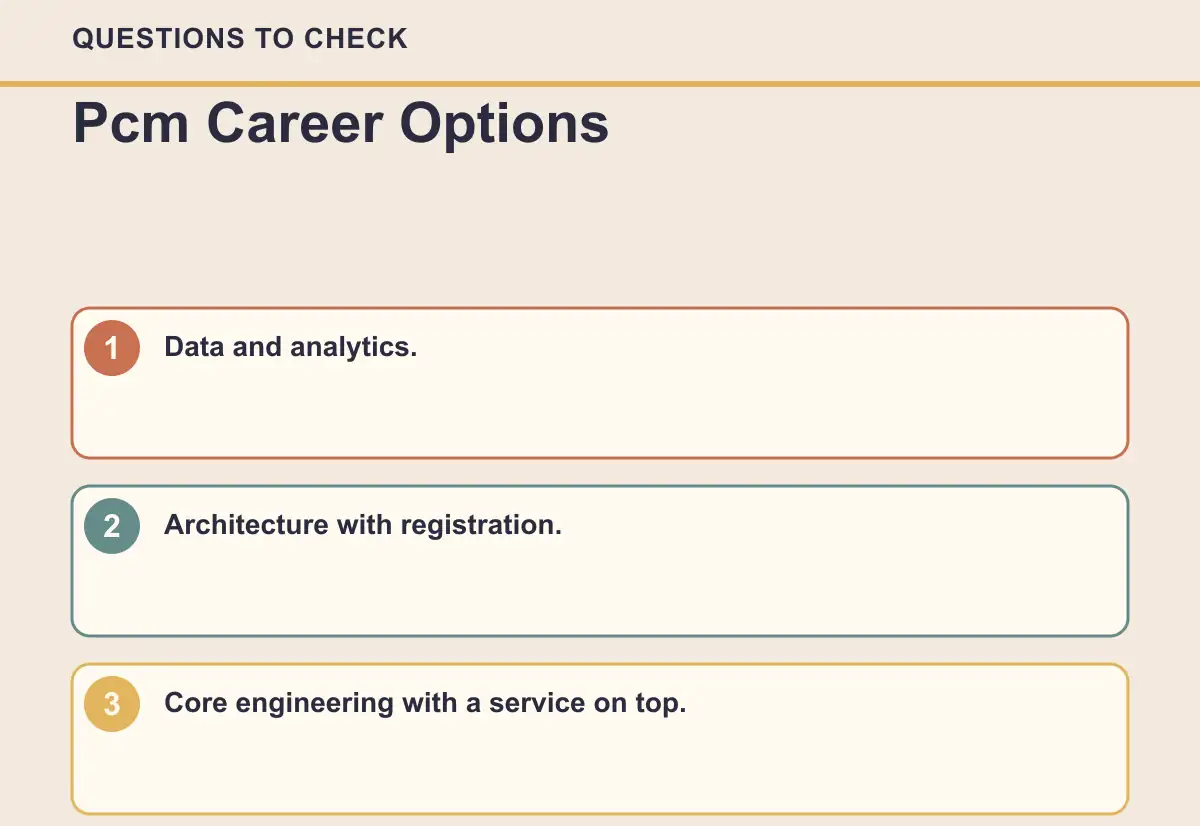 QUESTIONS TO CHECK
Pcm Career Options
1 Data and analytics.
2 Architecture with registration.
3 Core engineering with a service on top.